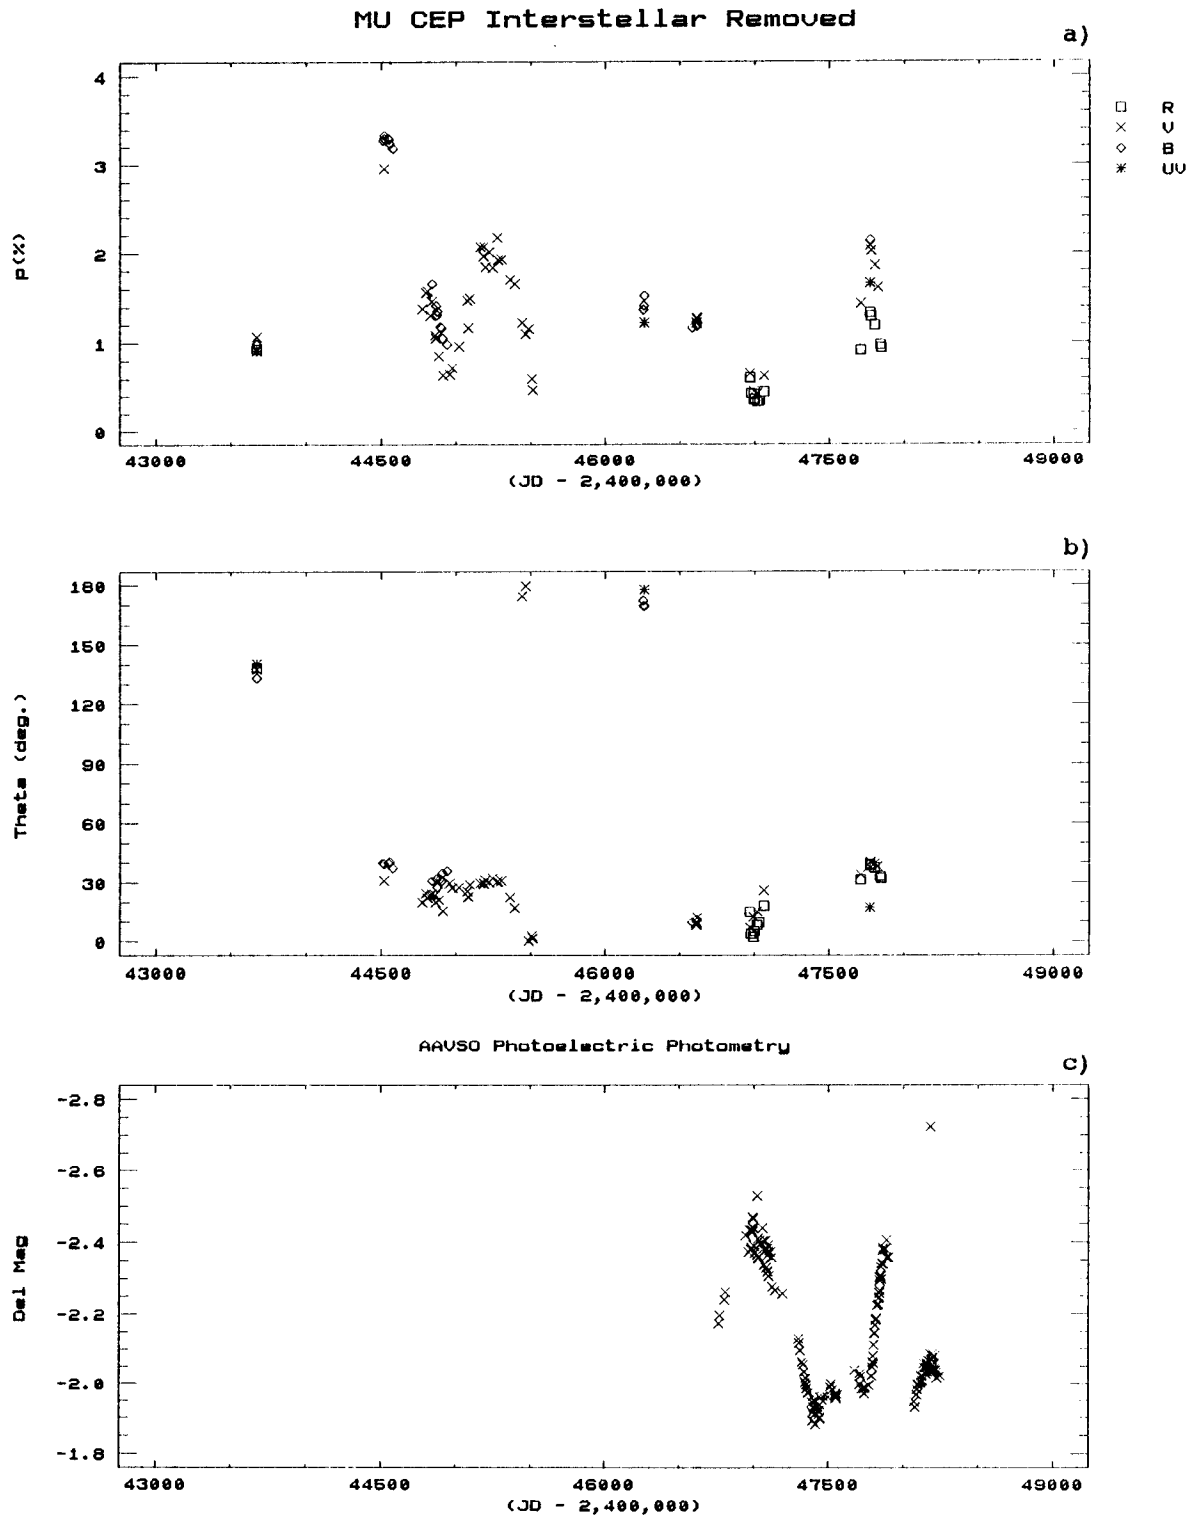 MU CEP Interstellar Removed
a)
4
3
2
1
0
p(%)
43000 44500 46000 47500 49000
(JD - 2,400,000)
R
V
B
UV
b)
180
150
120
90
60
30
0
Theta (deg.)
43000 44500 46000 47500 49000
(JD - 2,400,000)
AAVSO Photoelectric Photometry
c)
-2.8
-2.6
-2.4
-2.2
-2.0
-1.8
Del Mag
43000 44500 46000 47500 49000
(JD - 2,400,000)